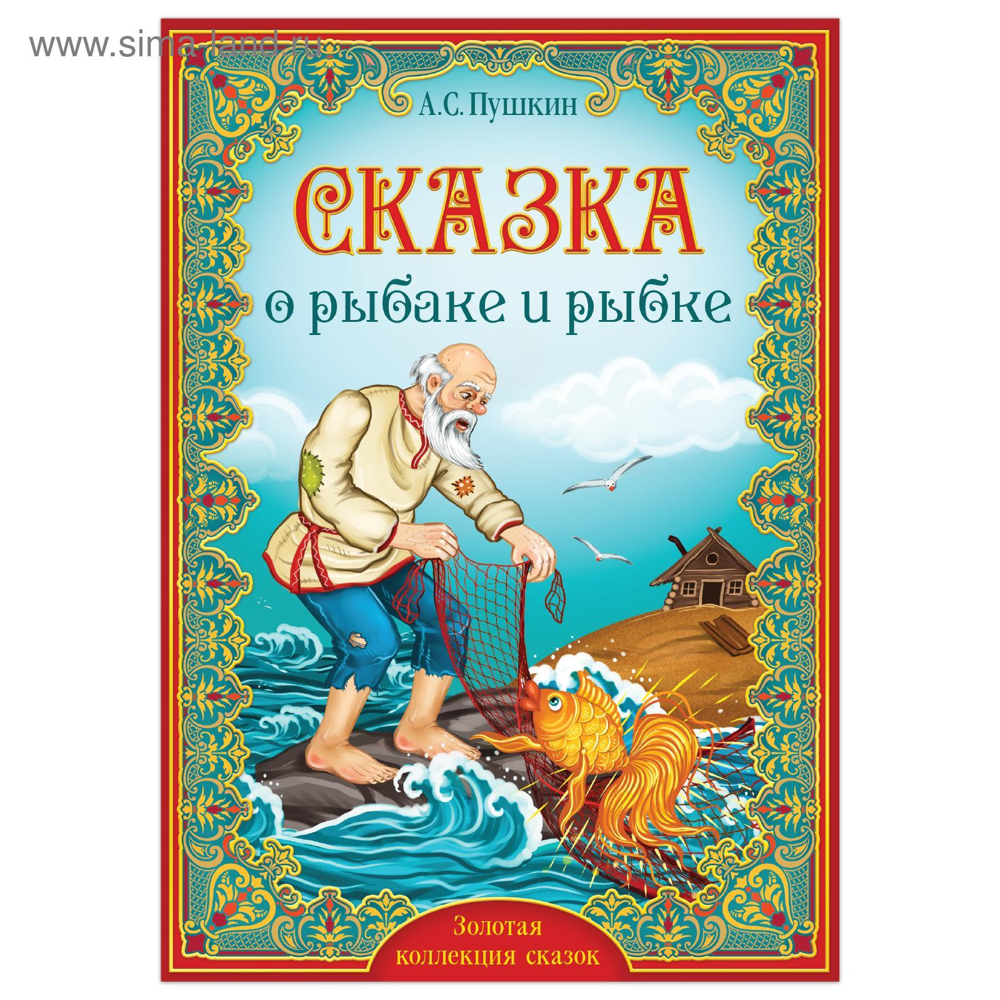 www.sima-land.ru
А.С. Пушкин
СКАЗКА
о рыбаке и рыбке
Золотая
коллекция сказок